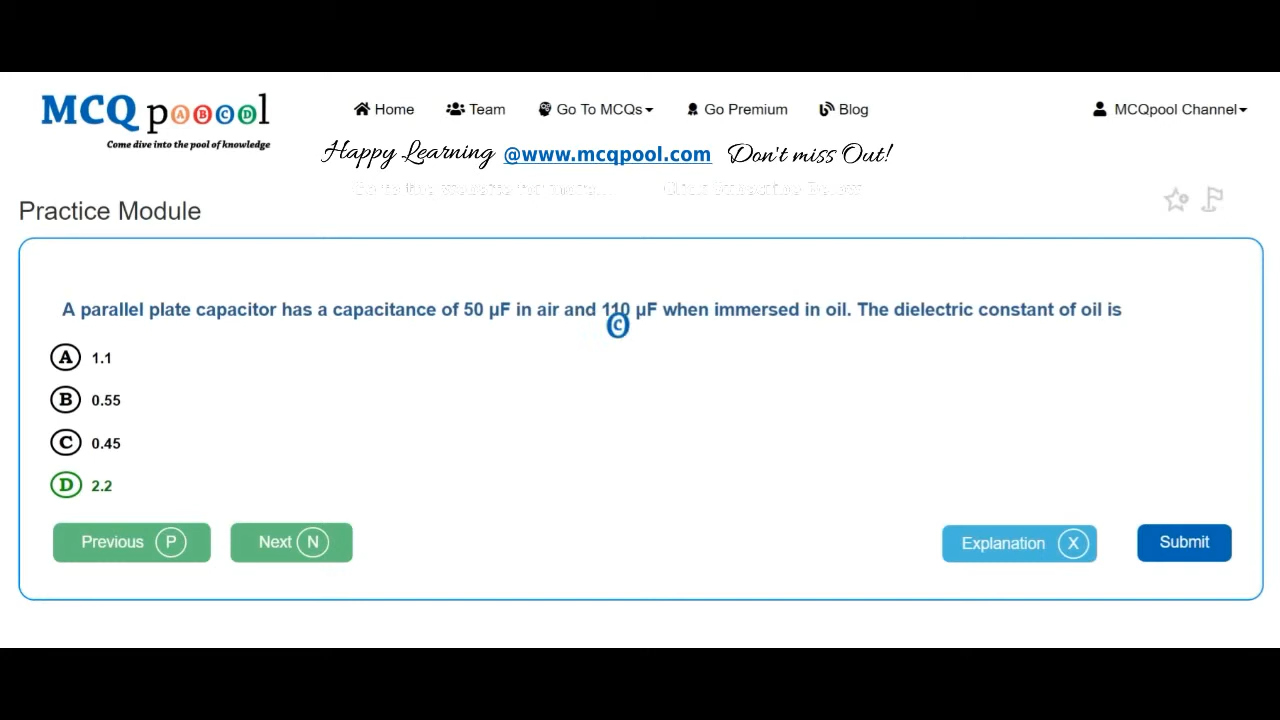 MCQ pABCDl
Come dive into the pool of knowledge
Home Team Go To MCQs Go Premium Blog MCQpool Channel
Happy Learning @www.mcqpool.com Don't miss Out!
Practice Module
A parallel plate capacitor has a capacitance of 50 µF in air and 110 µF when immersed in oil. The dielectric constant of oil is
C
A 1.1
B 0.55
C 0.45
D 2.2
Previous P Next N Explanation X Submit